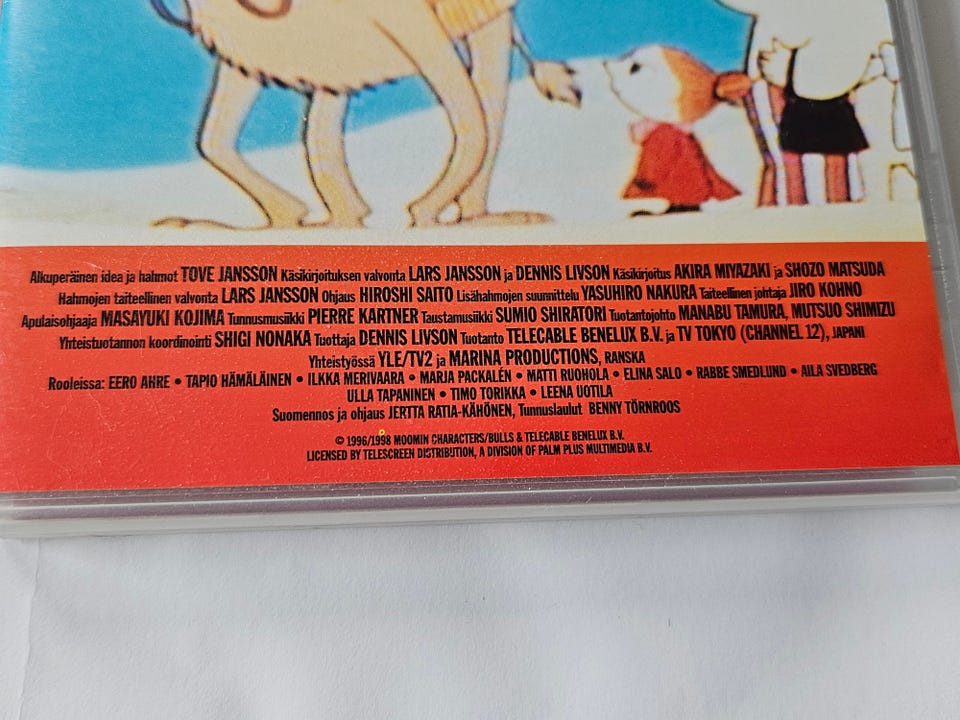 Alkuperäinen idea ja hahmot TOVE JANSSON Käsikirjoituksen valvonta LARS JANSSON ja DENNIS LIVSON Käsikirjoitus AKIRA MIYAZAKI ja SHOZO MATSUDA
Hahmojen taiteellinen valvonta LARS JANSSON Ohjaus HIROSHI SAITO Lisähahmojen suunnittelu YASUHIRO NAKURA Taiteellinen johtaja JIRO KOHNO
Apulaisohjaaja MASAYUKI KOJIMA Tunnusmusiikki PIERRE KARTNER Taustamusiikki SUMIO SHIRATORI Tuotantojohto MANABU TAMURA, MUTSUO SHIMIZU
Yhteistuotannon koordinointi SHIGI NONAKA Tuottaja DENNIS LIVSON Tuotanto TELECABLE BENELUX B.V. ja TV TOKYO (CHANNEL 12), JAPANI
Yhteistyössä YLE/TV2 ja MARINA PRODUCTIONS, RANSKA
Rooleissa: EERO AHRE • TAPIO HÄMÄLÄINEN • ILKKA MERIVAARA • MARJA PACKALÉN • MATTI RUOHOLA • ELINA SALO • RABBE SMEDLUND • AILA SVEDBERG
ULLA TAPANINEN • TIMO TORIKKA • LEENA UOTILA
Suomennos ja ohjaus JERTTA RATIA-KÄHÖNEN, Tunnuslaulut BENNY TÖRNROOS
© 1996/1998 MOOMIN CHARACTERS/BULLS & TELECABLE BENELUX B.V.
LICENSED BY TELESCREEN DISTRIBUTION, A DIVISION OF PALM PLUS MULTIMEDIA B.V.